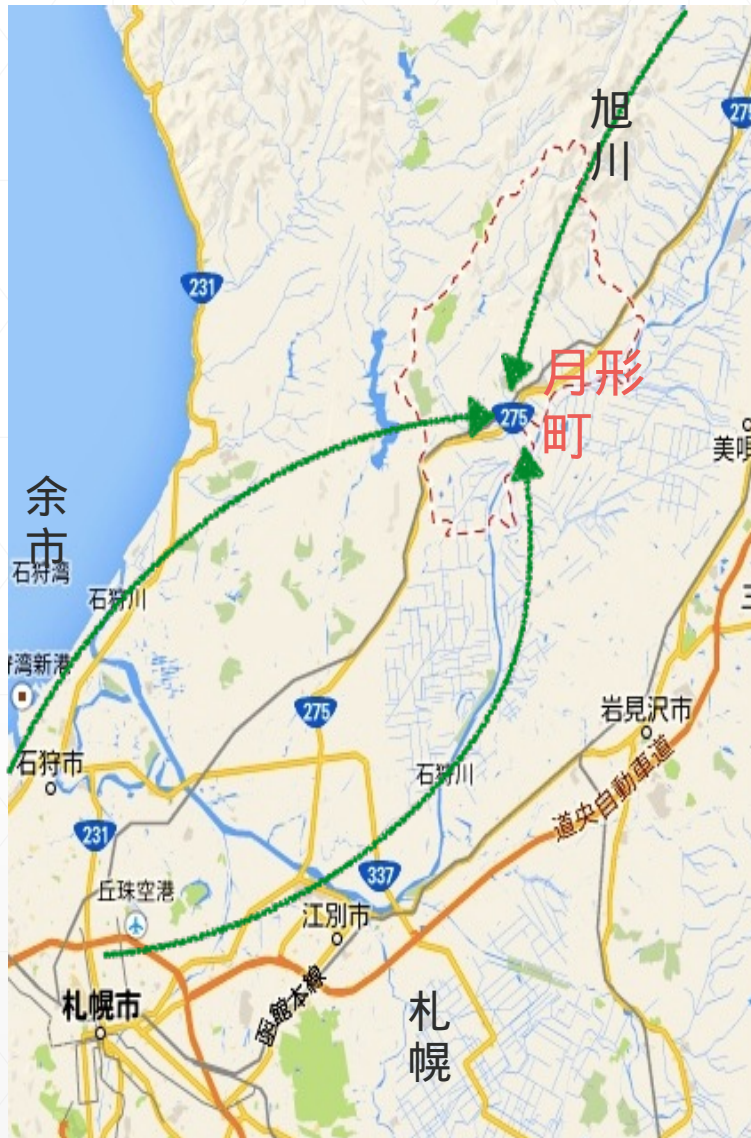 旭
川
275
231
月形
町
275
美唄
余
市
石狩湾
石狩川
湾新港
275
岩見沢市
石狩市
石狩川
道央自動車道
231
丘珠空港
337
江別市
札幌市
函館本線
札
幌